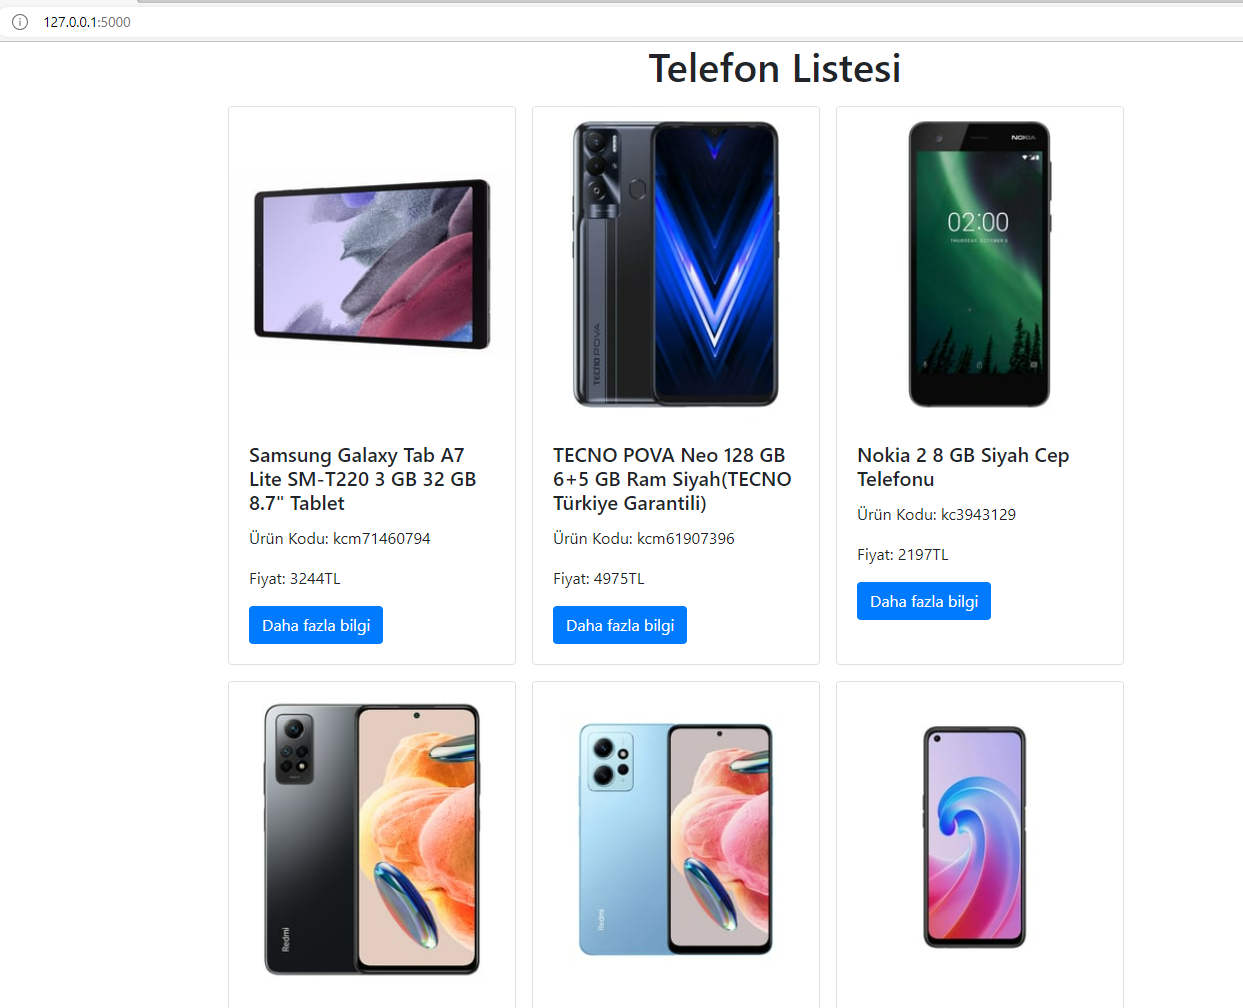 127.0.0.1:5000
Telefon Listesi
TECNO POVA
NOKIA
02:00
THURSDAY, OCTOBER 5
Samsung Galaxy Tab A7
Lite SM-T220 3 GB 32 GB
8.7" Tablet
Ürün Kodu: kcm71460794
Fiyat: 3244TL
Daha fazla bilgi
TECNO POVA Neo 128 GB
6+5 GB Ram Siyah(TECNO
Türkiye Garantili)
Ürün Kodu: kcm61907396
Fiyat: 4975TL
Daha fazla bilgi
Nokia 2 8 GB Siyah Cep
Telefonu
Ürün Kodu: kc3943129
Fiyat: 2197TL
Daha fazla bilgi
Redmi
Redmi